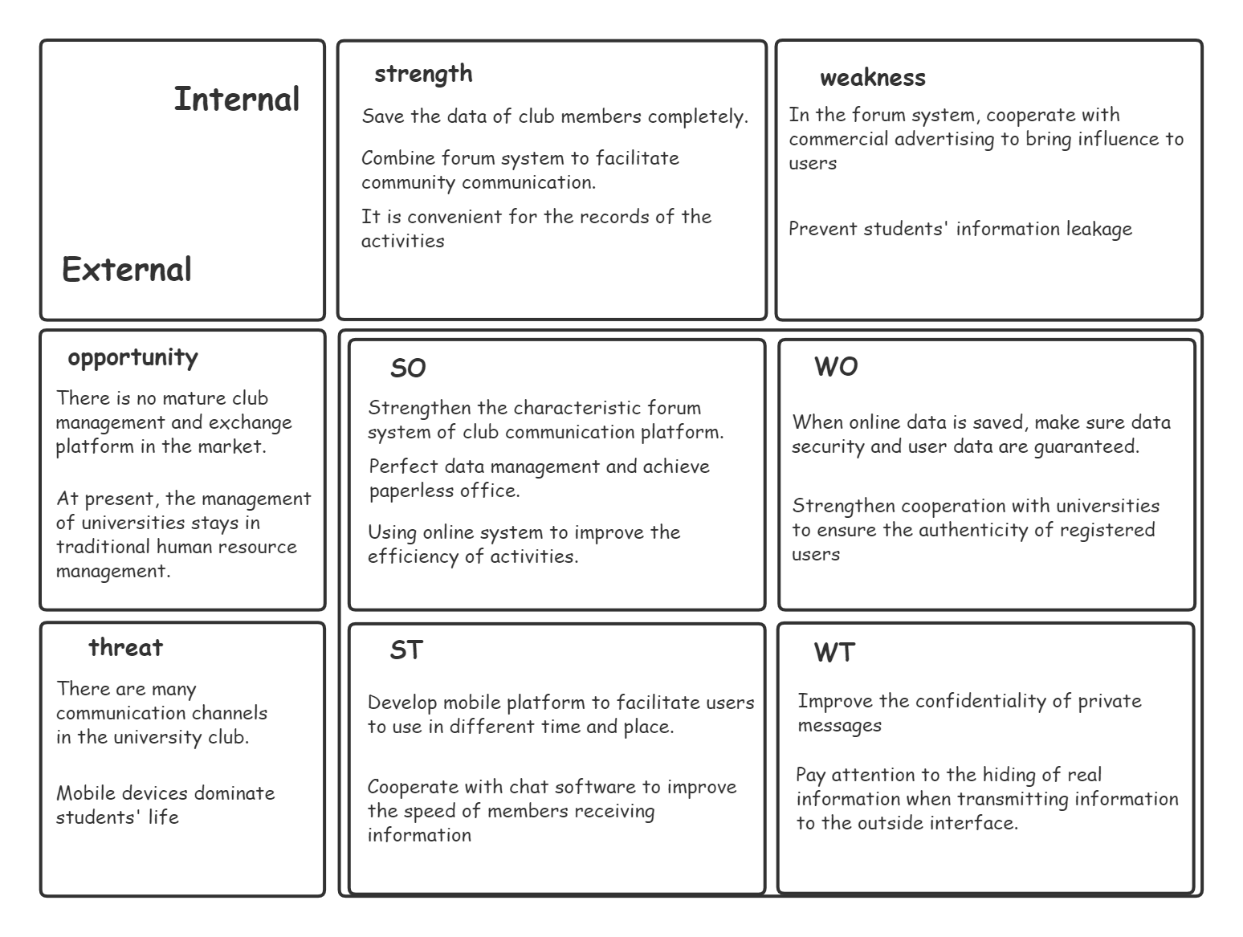 Internal
External
strength
Save the data of club members completely.
Combine forum system to facilitate
community communication.
It is convenient for the records of the
activities
weakness
In the forum system, cooperate with
commercial advertising to bring influence to
users
Prevent students' information leakage
opportunity
There is no mature club
management and exchange
platform in the market.
At present, the management
of universities stays in
traditional human resource
management.
SO
Strengthen the characteristic forum
system of club communication platform.
Perfect data management and achieve
paperless office.
Using online system to improve the
efficiency of activities.
WO
When online data is saved, make sure data
security and user data are guaranteed.
Strengthen cooperation with universities
to ensure the authenticity of registered
users
threat
There are many
communication channels
in the university club.
Mobile devices dominate
students' life
ST
Develop mobile platform to facilitate users
to use in different time and place.
Cooperate with chat software to improve
the speed of members receiving
information
WT
Improve the confidentiality of private
messages
Pay attention to the hiding of real
information when transmitting information
to the outside interface.